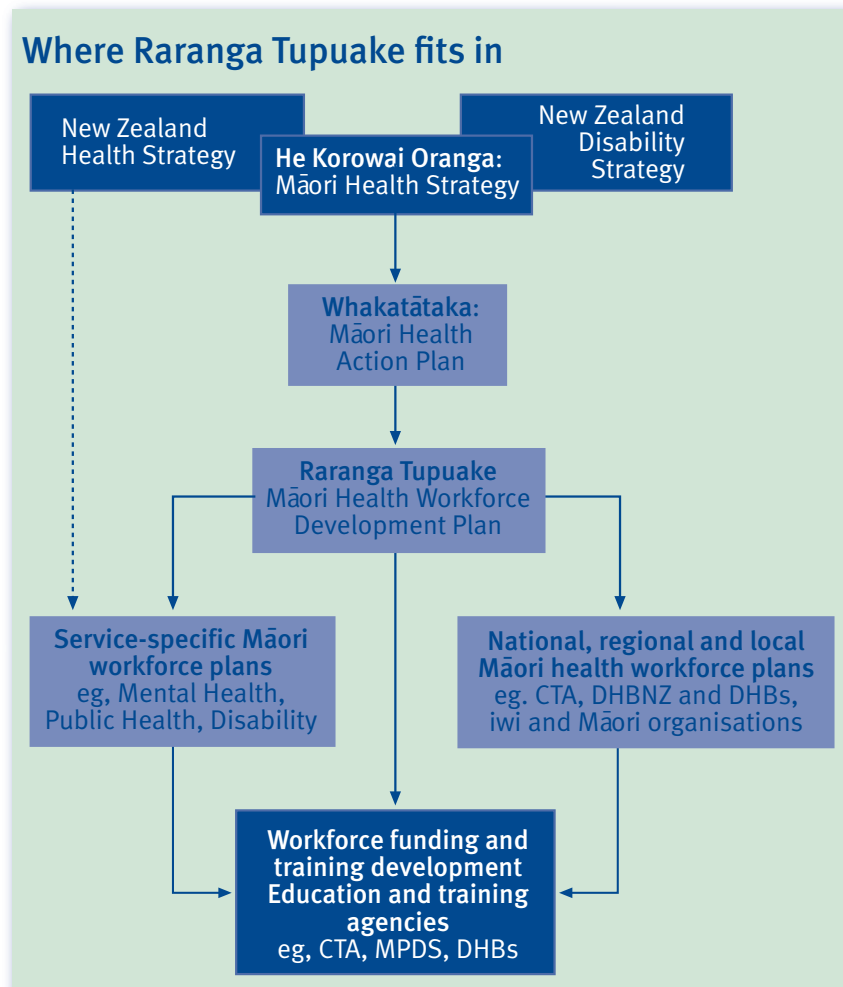 Where Raranga Tupuake fits in
New Zealand
Health Strategy
He Korowai Oranga:
Māori Health Strategy
New Zealand
Disability
Strategy
Whakatātaka:
Māori Health
Action Plan
Raranga Tupuake
Māori Health Workforce
Development Plan
Service-specific Māori
workforce plans
eg, Mental Health,
Public Health, Disability
National, regional and local
Māori health workforce plans
eg. CTA, DHBNZ and DHBs,
iwi and Māori organisations
Workforce funding and
training development
Education and training
agencies
eg, CTA, MPDS, DHBs